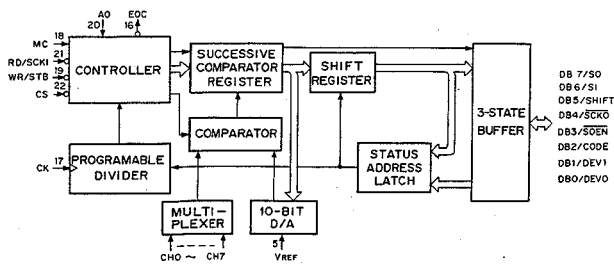 AO EOC
20 16
MC 18
RD/SCKI 21
WR/STB 19
CS 22
CONTROLLER
SUCCESSIVE
COMPARATOR
REGISTER
SHIFT
REGISTER
3-STATE
BUFFER
DB7/SO
DB6/SI
DB5/SHIFT
DB4/SCKO
DB3/SOEN
DB2/CODE
DB1/DEV1
DB0/DEV0
COMPARATOR
CK 17
PROGRAMABLE
DIVIDER
STATUS
ADDRESS
LATCH
MULTI-
PLEXER
10-BIT
D/A
CH0 ~ CH7
5
VREF